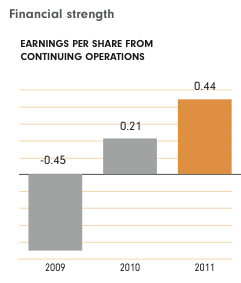 Financial strength
EARNINGS PER SHARE FROM
CONTINUING OPERATIONS
0.44
0.21
-0.45
2009 2010 2011